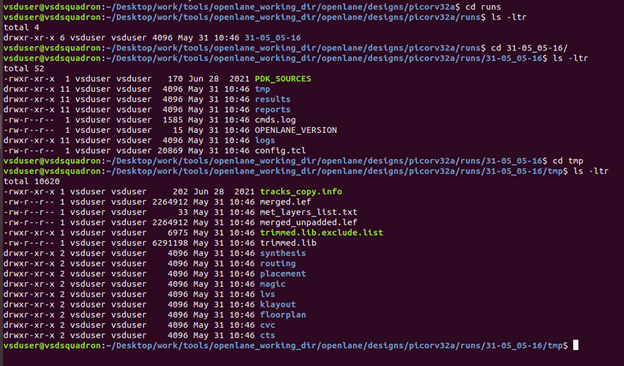 vsduser@vsdsquadron:~/Desktop/work/tools/openlane_working_dir/openlane/designs/picorv32a$ cd runs
vsduser@vsdsquadron:~/Desktop/work/tools/openlane_working_dir/openlane/designs/picorv32a/runs$ ls -ltr
total 4
drwxr-xr-x 6 vsduser vsduser 4096 May 31 10:46 31-05_05-16
vsduser@vsdsquadron:~/Desktop/work/tools/openlane_working_dir/openlane/designs/picorv32a/runs$ cd 31-05_05-16/
vsduser@vsdsquadron:~/Desktop/work/tools/openlane_working_dir/openlane/designs/picorv32a/runs/31-05_05-16$ ls -ltr
total 52
-rwxr-xr-x  1 vsduser vsduser   170 Jun 28  2021 PDK_SOURCES
drwxr-xr-x 11 vsduser vsduser  4096 May 31 10:46 tmp
drwxr-xr-x 11 vsduser vsduser  4096 May 31 10:46 results
drwxr-xr-x 11 vsduser vsduser  4096 May 31 10:46 reports
-rw-r--r--  1 vsduser vsduser  1585 May 31 10:46 cmds.log
-rw-r--r--  1 vsduser vsduser    15 May 31 10:46 OPENLANE_VERSION
drwxr-xr-x 11 vsduser vsduser  4096 May 31 10:46 logs
-rw-r--r--  1 vsduser vsduser 20869 May 31 10:46 config.tcl
vsduser@vsdsquadron:~/Desktop/work/tools/openlane_working_dir/openlane/designs/picorv32a/runs/31-05_05-16$ cd tmp
vsduser@vsdsquadron:~/Desktop/work/tools/openlane_working_dir/openlane/designs/picorv32a/runs/31-05_05-16/tmp$ ls -ltr
total 10620
-rwxr-xr-x 1 vsduser vsduser     202 Jun 28  2021 tracks_copy.info
-rw-r--r-- 1 vsduser vsduser 2264912 May 31 10:46 merged.lef
-rw-r--r-- 1 vsduser vsduser      33 May 31 10:46 met_layers_list.txt
-rw-r--r-- 1 vsduser vsduser 2264912 May 31 10:46 merged_unpadded.lef
-rwxr-xr-x 1 vsduser vsduser    6975 May 31 10:46 trimmed.lib.exclude.list
-rw-r--r-- 1 vsduser vsduser 6291198 May 31 10:46 trimmed.lib
drwxr-xr-x 2 vsduser vsduser    4096 May 31 10:46 synthesis
drwxr-xr-x 2 vsduser vsduser    4096 May 31 10:46 routing
drwxr-xr-x 2 vsduser vsduser    4096 May 31 10:46 placement
drwxr-xr-x 2 vsduser vsduser    4096 May 31 10:46 magic
drwxr-xr-x 2 vsduser vsduser    4096 May 31 10:46 lvs
drwxr-xr-x 2 vsduser vsduser    4096 May 31 10:46 klayout
drwxr-xr-x 2 vsduser vsduser    4096 May 31 10:46 floorplan
drwxr-xr-x 2 vsduser vsduser    4096 May 31 10:46 cvc
drwxr-xr-x 2 vsduser vsduser    4096 May 31 10:46 cts
vsduser@vsdsquadron:~/Desktop/work/tools/openlane_working_dir/openlane/designs/picorv32a/runs/31-05_05-16/tmp$